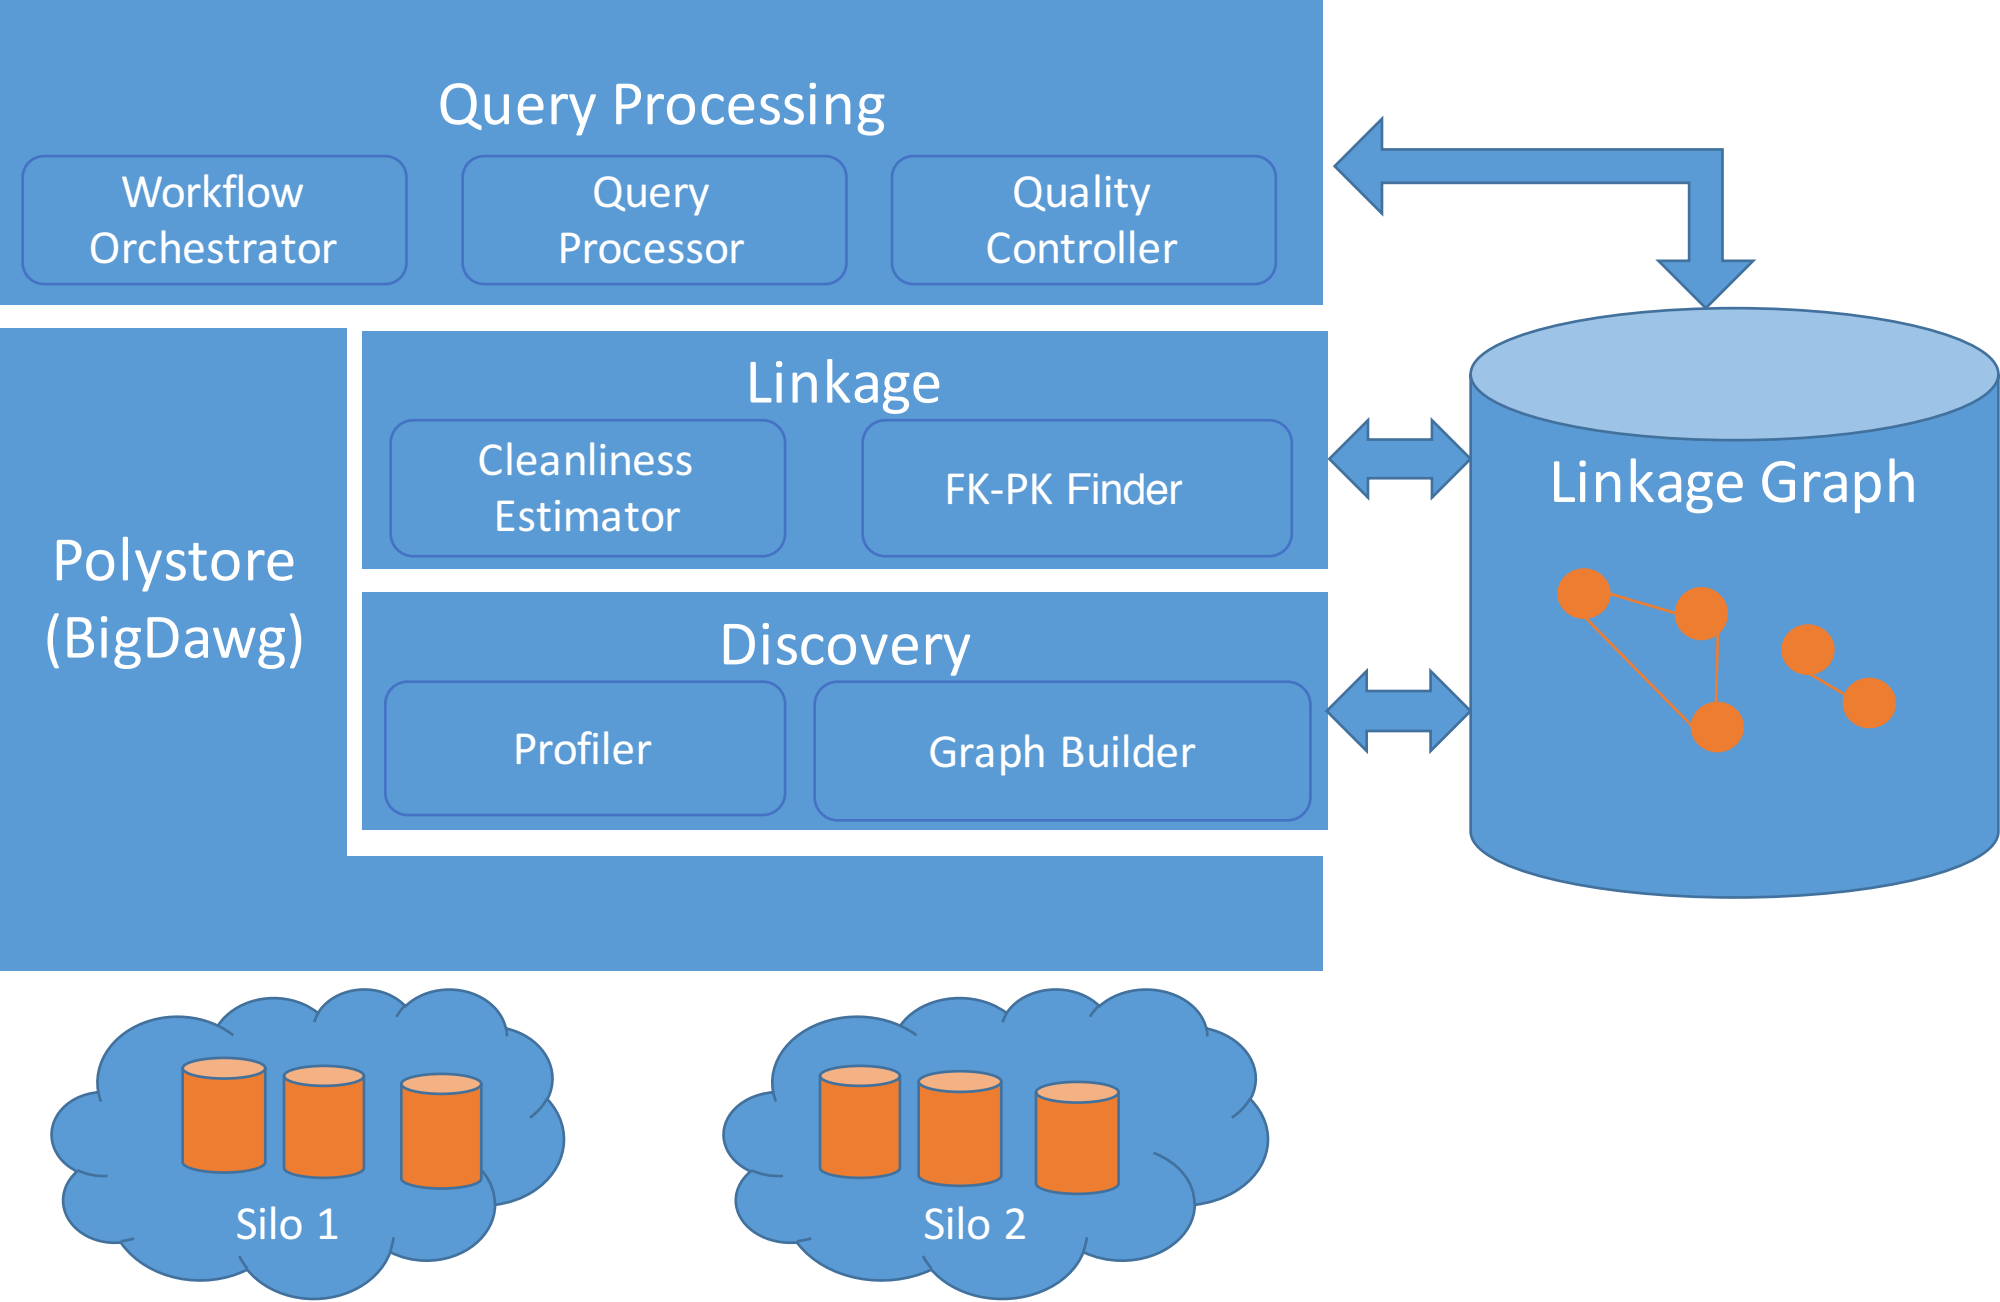 Query Processing
Workflow
Orchestrator
Query
Processor
Quality
Controller
Polystore
(BigDawg)
Linkage
Cleanliness
Estimator
FK-PK Finder
Discovery
Profiler
Graph Builder
Linkage Graph
Silo 1
Silo 2